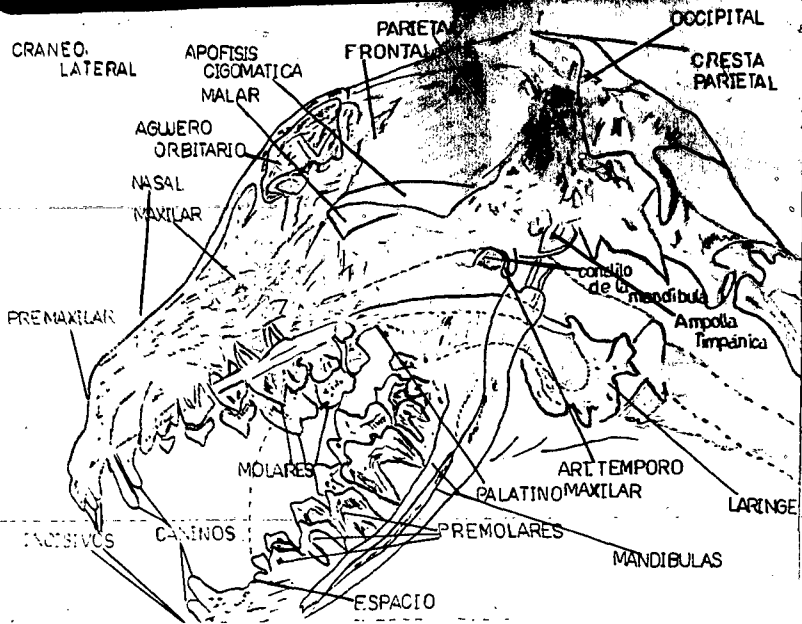 CRANEO.
LATERAL
APOFISIS
CIGOMATICA
MALAR
PARIETAL
FRONTAL
OCCIPITAL
CRESTA
PARIETAL
AGUJERO
ORBITARIO
NASAL
MAXILAR
PREMAXILAR
condilo
de la
mandibula
Ampolla
Timpánica
MOLARES
PALATINO
ART. TEMPORO
MAXILAR
LARINGE
INCISIVOS
CANINOS
PREMOLARES
MANDIBULAS
ESPACIO